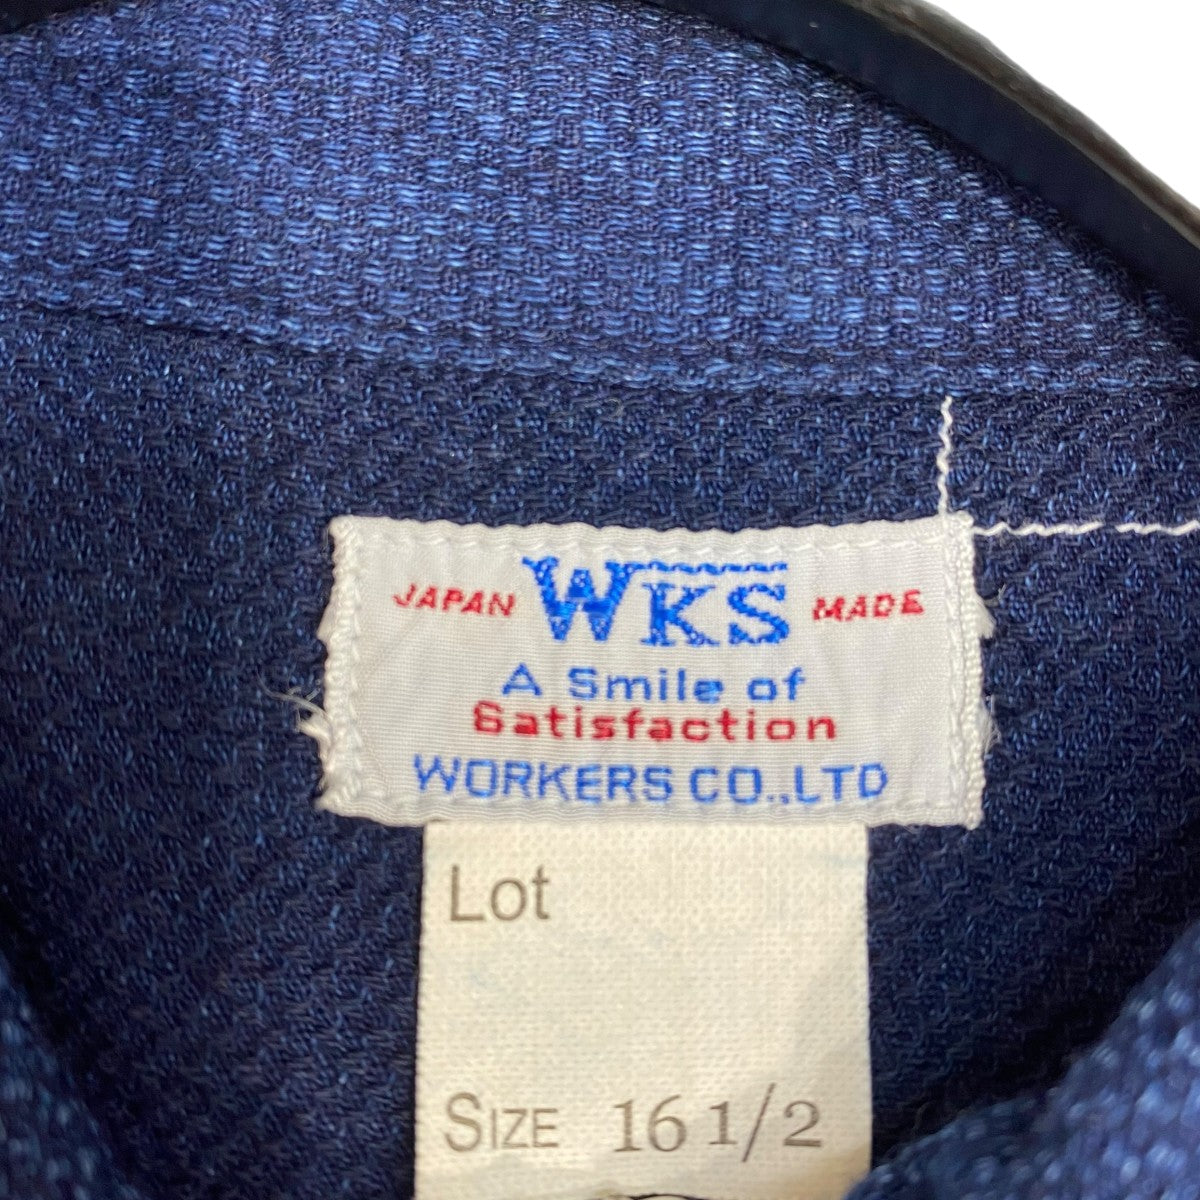 JAPAN WKS MADE
A Smile of
Satisfaction
WORKERS CO.,LTD
Lot
SIZE 16 1/2